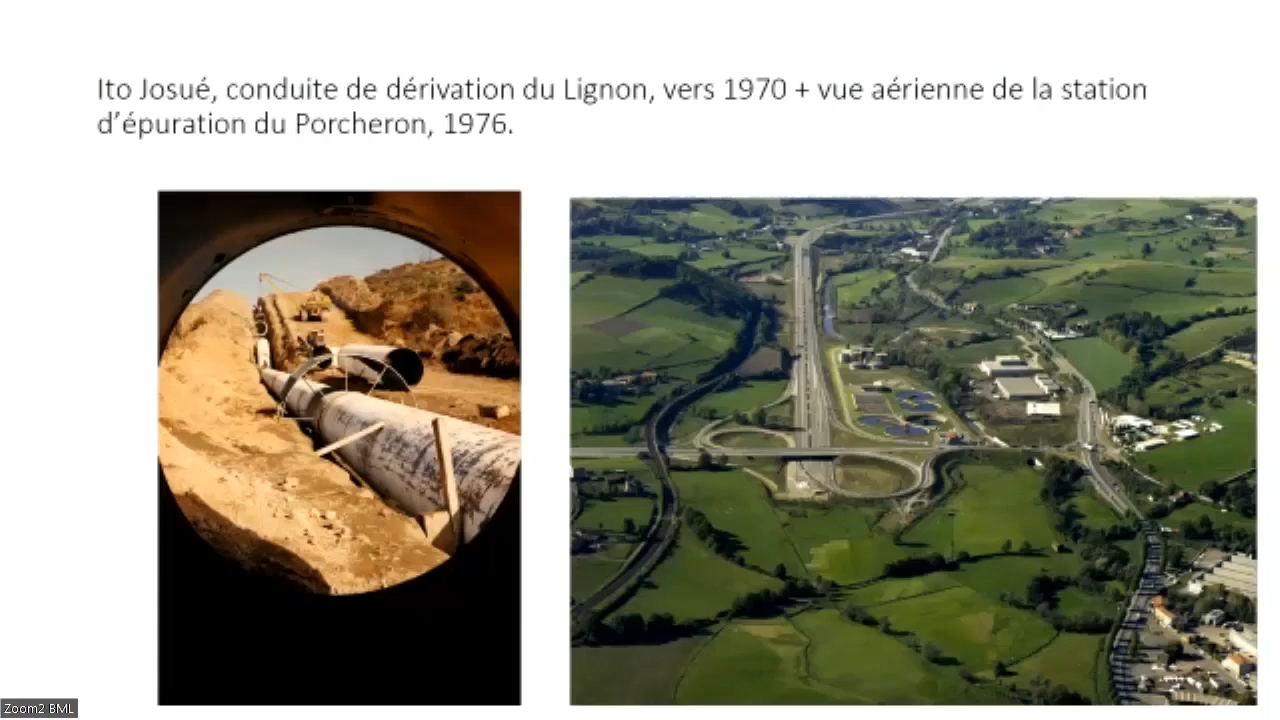 Ito Josué, conduite de dérivation du Lignon, vers 1970 + vue aérienne de la station
d’épuration du Porcheron, 1976.
Zoom2 BML